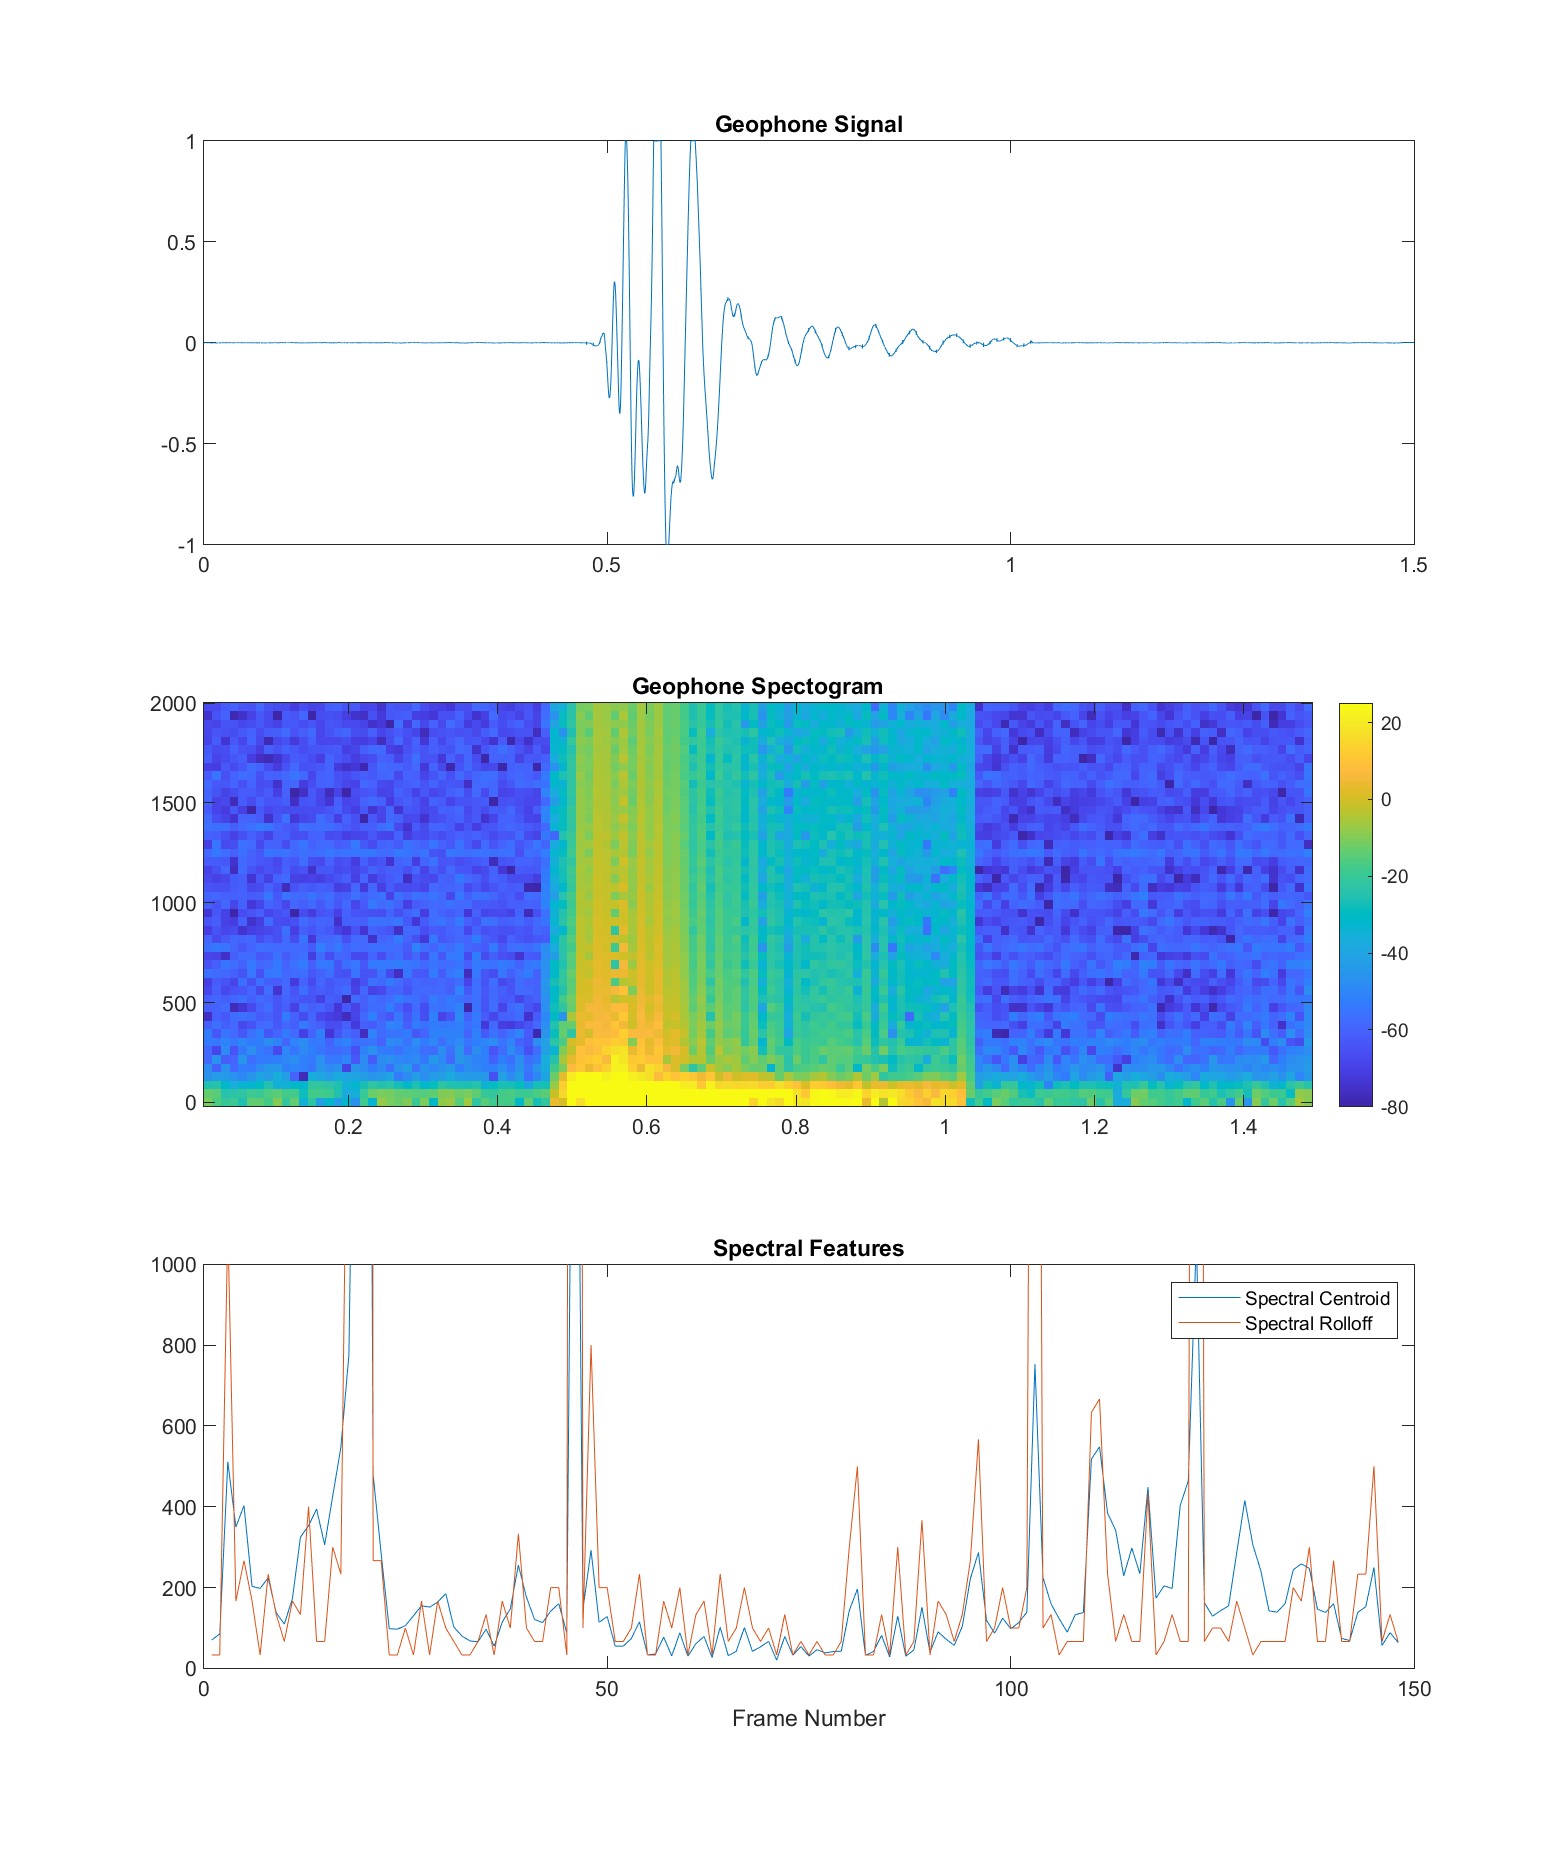 Geophone Signal
1
0.5
0
-0.5
-1
0 0.5 1 1.5
Geophone Spectogram
2000
1500
1000
500
0
0.2 0.4 0.6 0.8 1 1.2 1.4
20
0
-20
-40
-60
-80
Spectral Features
1000
800
600
400
200
0
Spectral Centroid
Spectral Rolloff
0 50 100 150
Frame Number